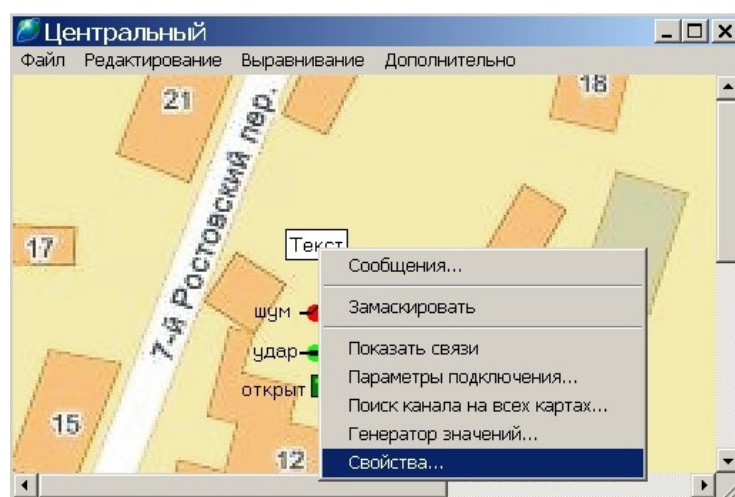 Центральный
Файл Редактирование Выравнивание Дополнительно
21
18
7-й Ростовский пер.
17
Текст
шум
удар
открыт
15
12
Сообщения...
Замаскировать
Показать связи
Параметры подключения...
Поиск канала на всех картах...
Генератор значений...
Свойства...